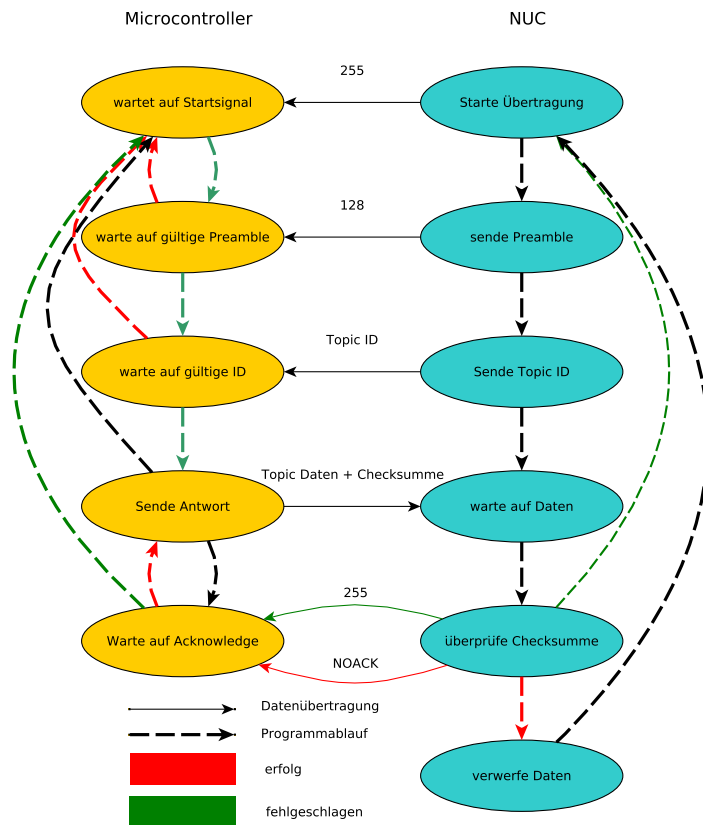 Microcontroller
NUC
255
wartet auf Startsignal
Starte Übertragung
128
warte auf gültige Preamble
sende Preamble
Topic ID
warte auf gültige ID
Sende Topic ID
Topic Daten + Checksumme
Sende Antwort
warte auf Daten
255
Warte auf Acknowledge
überprüfe Checksumme
NOACK
Datenübertragung
Programmablauf
erfolg
verwerfe Daten
fehlgeschlagen